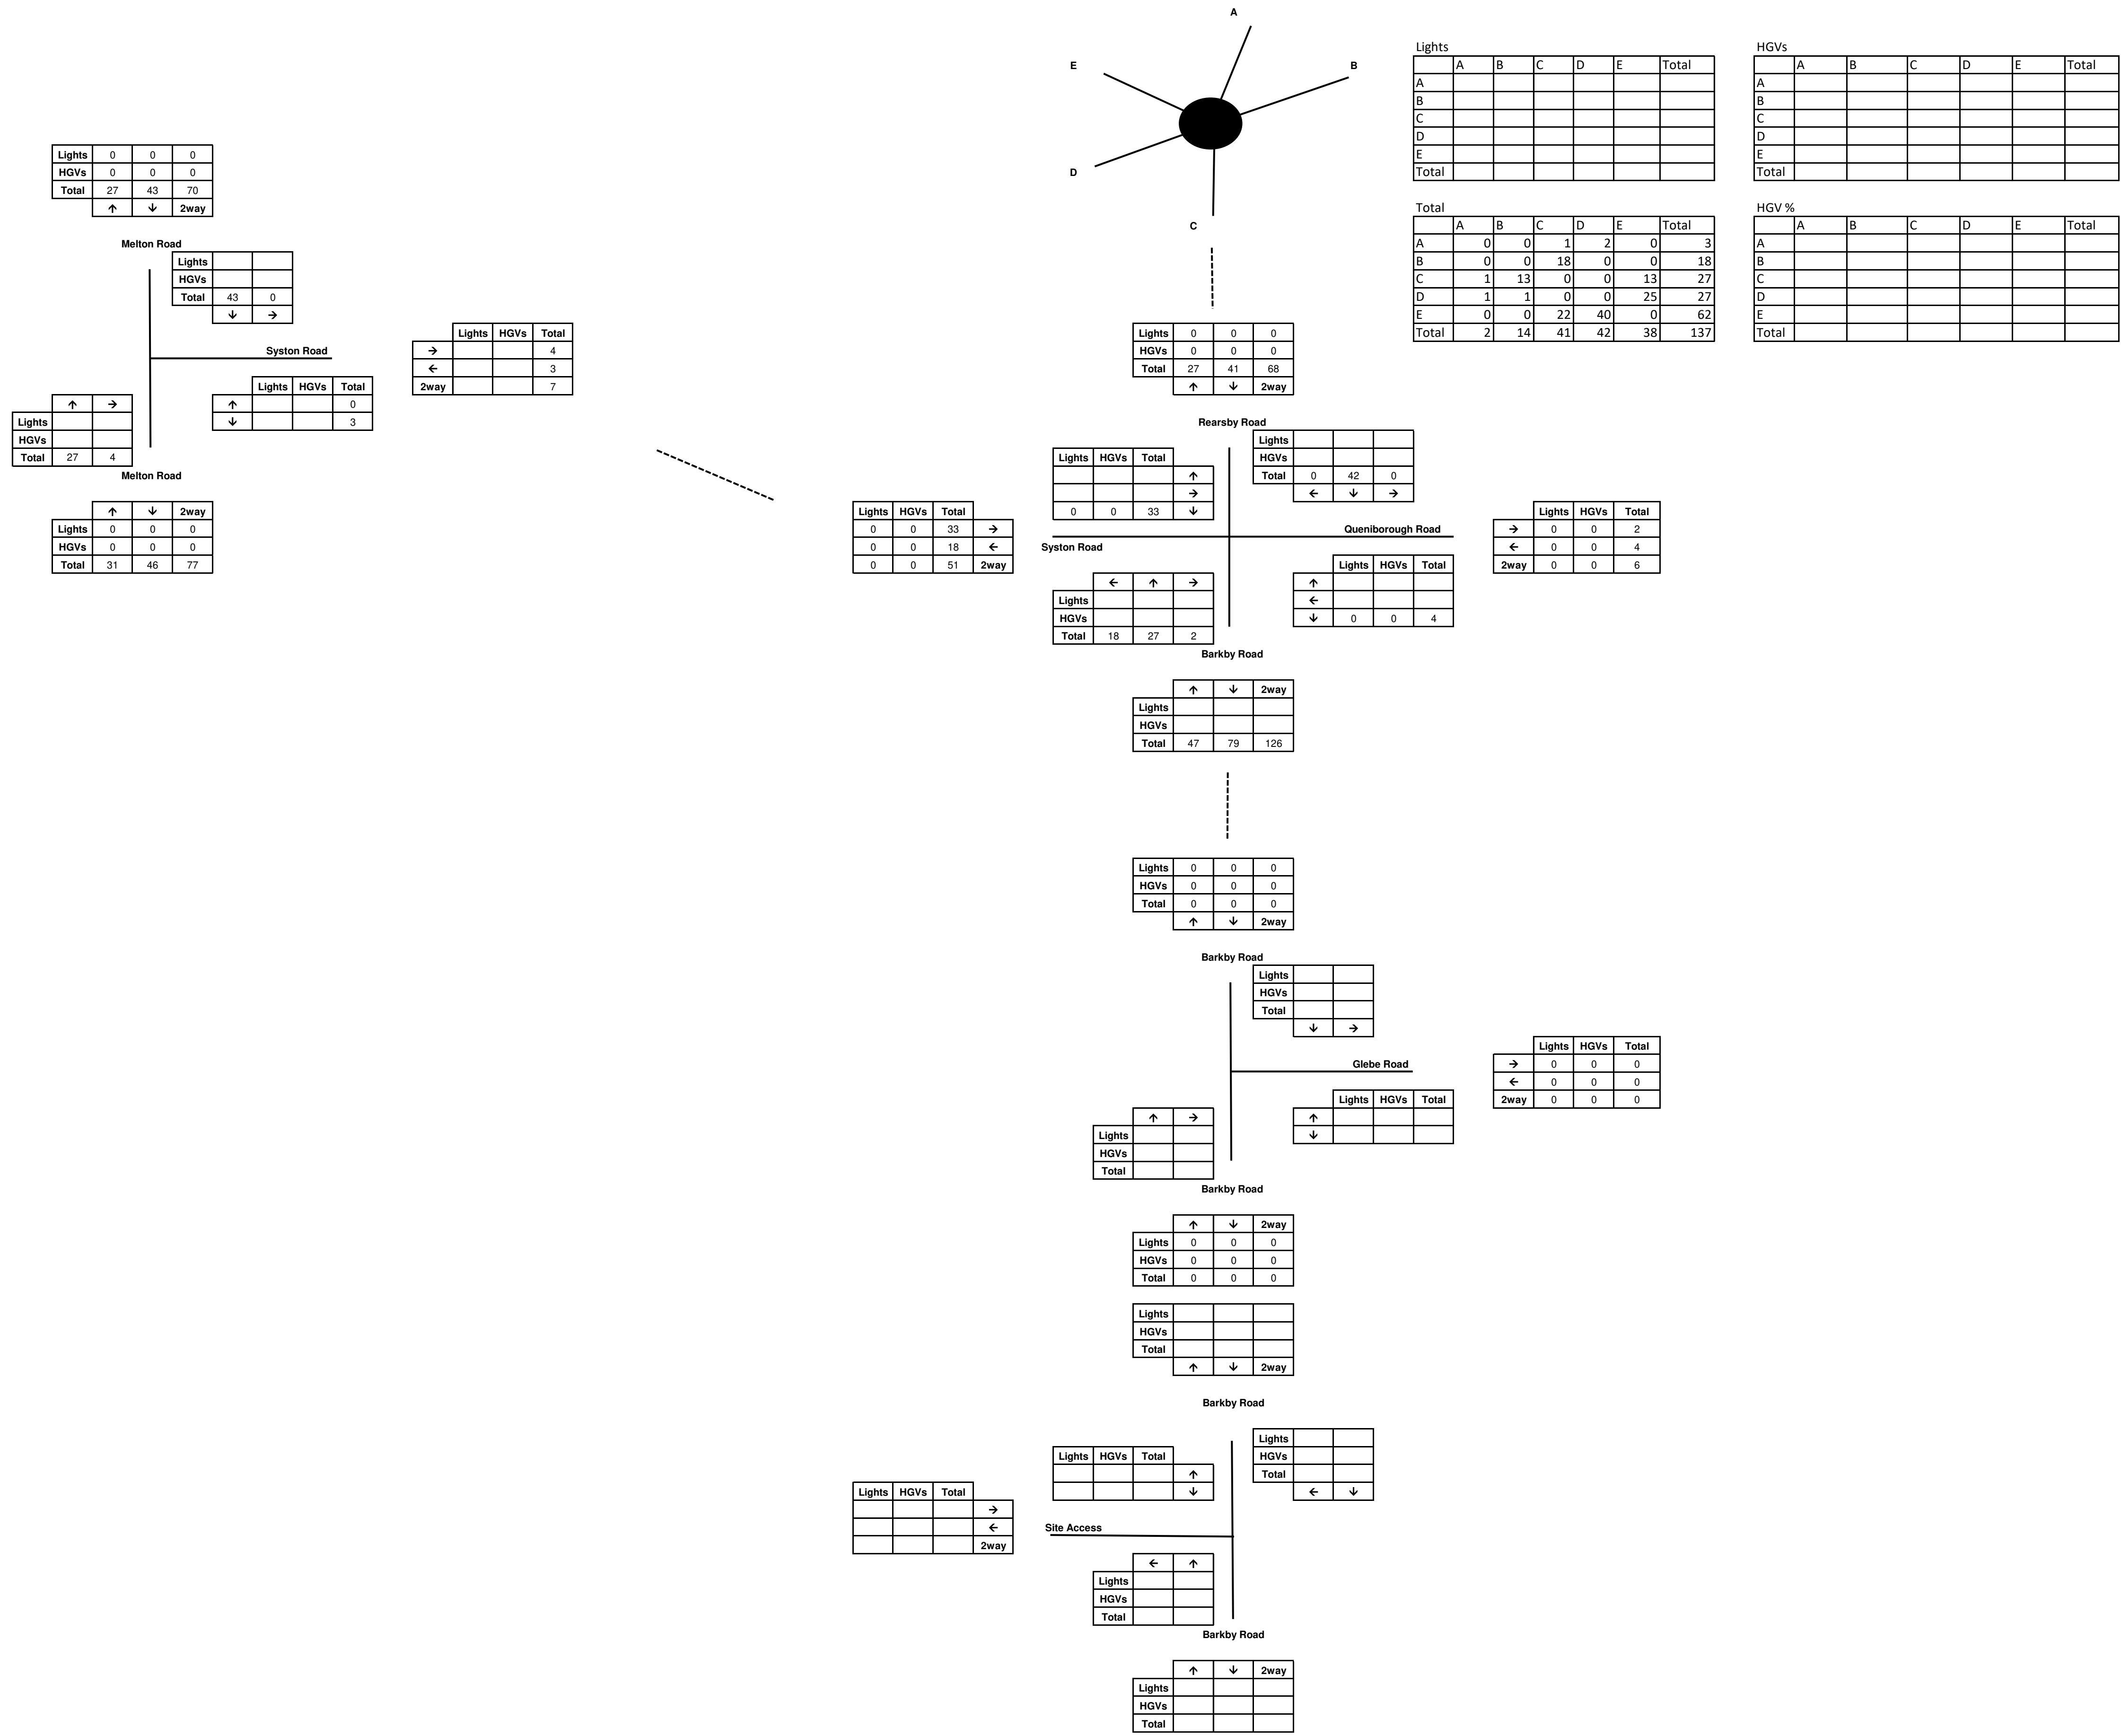 A
E
B
D
C
Lights
A B C D E Total
A
B
C
D
E
Total
HGVs
A B C D E Total
A
B
C
D
E
Total
Total
A B C D E Total
A 0 0 1 2 0 3
B 0 0 18 0 0 18
C 1 13 0 0 13 27
D 1 1 0 0 25 27
E 0 0 22 40 0 62
Total 2 14 41 42 38 137
HGV %
A B C D E Total
A
B
C
D
E
Total
Lights 0 0 0
HGVs 0 0 0
Total 27 43 70
↑ ↓ 2way
Melton Road
Lights
HGVs
Total 43 0
↓ →
Syston Road
Lights HGVs Total
→ 4
← 3
2way 7
Lights HGVs Total
↑ 0
↓ 3
↑ →
Lights
HGVs
Total 27 4
Melton Road
↑ ↓ 2way
Lights 0 0 0
HGVs 0 0 0
Total 31 46 77
Lights 0 0 0
HGVs 0 0 0
Total 27 41 68
↑ ↓ 2way
Rearsby Road
Lights
HGVs
Total 0 42 0
← ↓ →
Lights HGVs Total
↑
→
0 0 33 ↓
Lights HGVs Total
0 0 33 →
0 0 18 ←
0 0 51 2way
Syston Road
Queniborough Road
Lights HGVs Total
→ 0 0 2
← 0 0 4
2way 0 0 6
Lights HGVs Total
↑
←
↓ 0 0 4
← ↑ →
Lights
HGVs
Total 18 27 2
Barkby Road
↑ ↓ 2way
Lights
HGVs
Total 47 79 126
Lights 0 0 0
HGVs 0 0 0
Total 0 0 0
↑ ↓ 2way
Barkby Road
Lights
HGVs
Total
↓ →
Glebe Road
Lights HGVs Total
→ 0 0 0
← 0 0 0
2way 0 0 0
Lights HGVs Total
↑
↓
↑ →
Lights
HGVs
Total
Barkby Road
↑ ↓ 2way
Lights 0 0 0
HGVs 0 0 0
Total 0 0 0
Lights
HGVs
Total
↑ ↓ 2way
Barkby Road
Lights
HGVs
Total
← ↓
Lights HGVs Total
↑
↓
Lights HGVs Total
→
←
2way
Site Access
← ↑
Lights
HGVs
Total
Barkby Road
↑ ↓ 2way
Lights
HGVs
Total